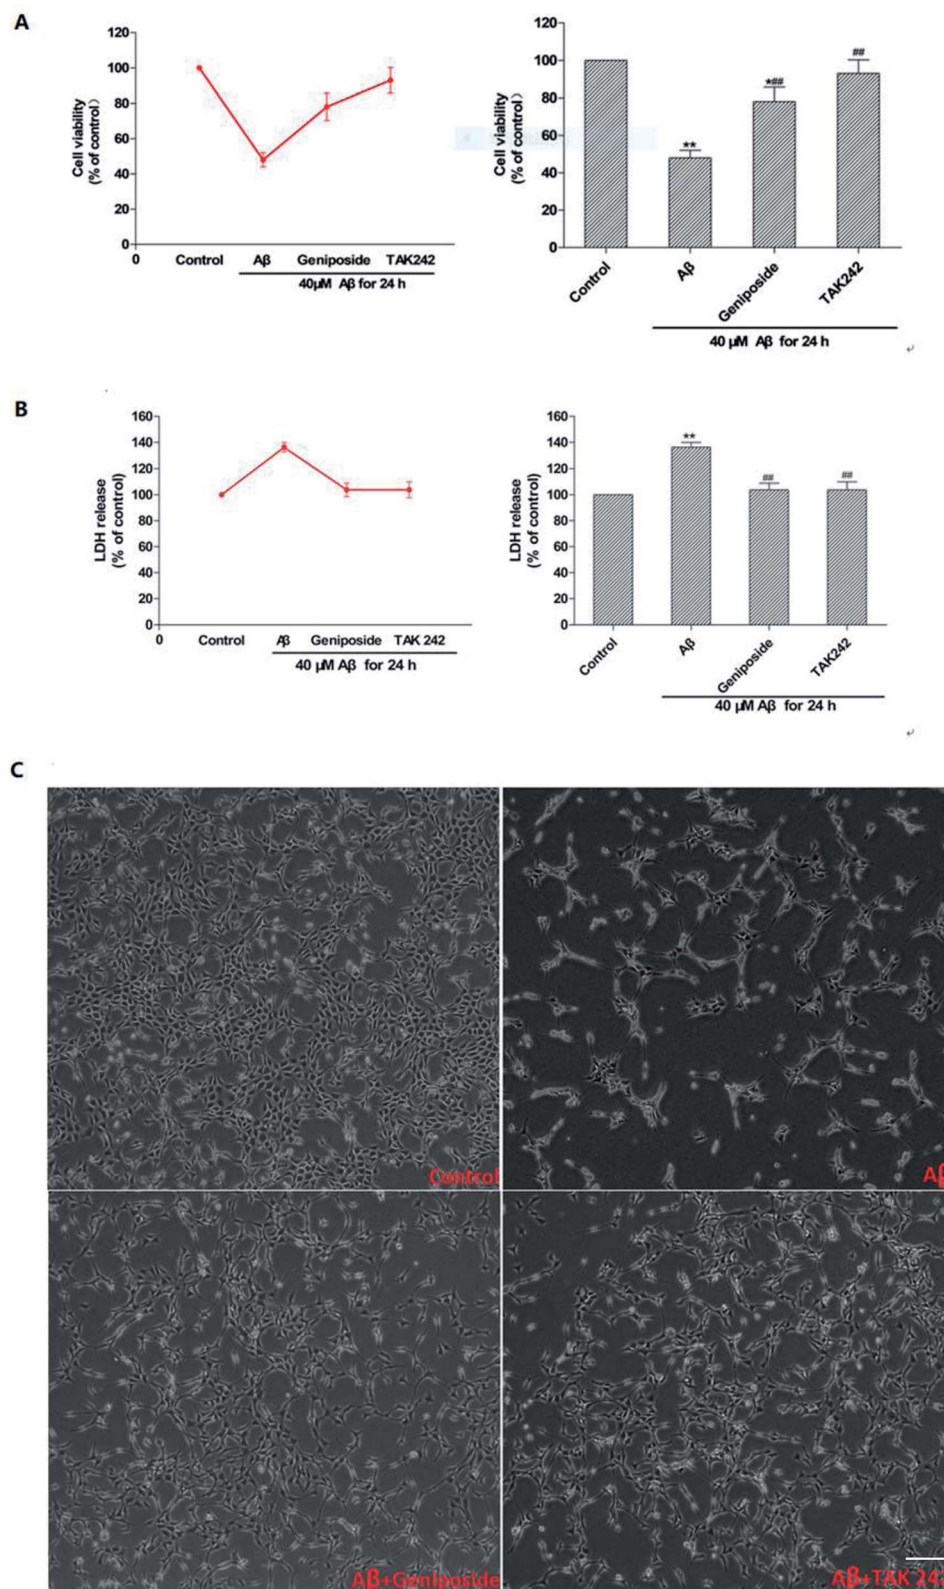 A
Cell viability
(% of control)
120
100
80
60
40
20
0
0 Control Aβ Geniposide TAK242
40μM Aβ for 24 h
Cell viability
(% of control)
120
100
80
60
40
20
0
**
*##
##
Control
Aβ
Geniposide
TAK242
40 μM Aβ for 24 h
B
LDH release
(% of control)
160
140
120
100
80
60
40
20
0
0 Control Aβ Geniposide TAK 242
40 μM Aβ for 24 h
LDH release
(% of control)
160
140
120
100
80
60
40
20
0
**
##
##
Control
Aβ
Geniposide
TAK242
40 μM Aβ for 24 h
C
Control
Aβ
Aβ+Geniposide
Aβ+TAK 24